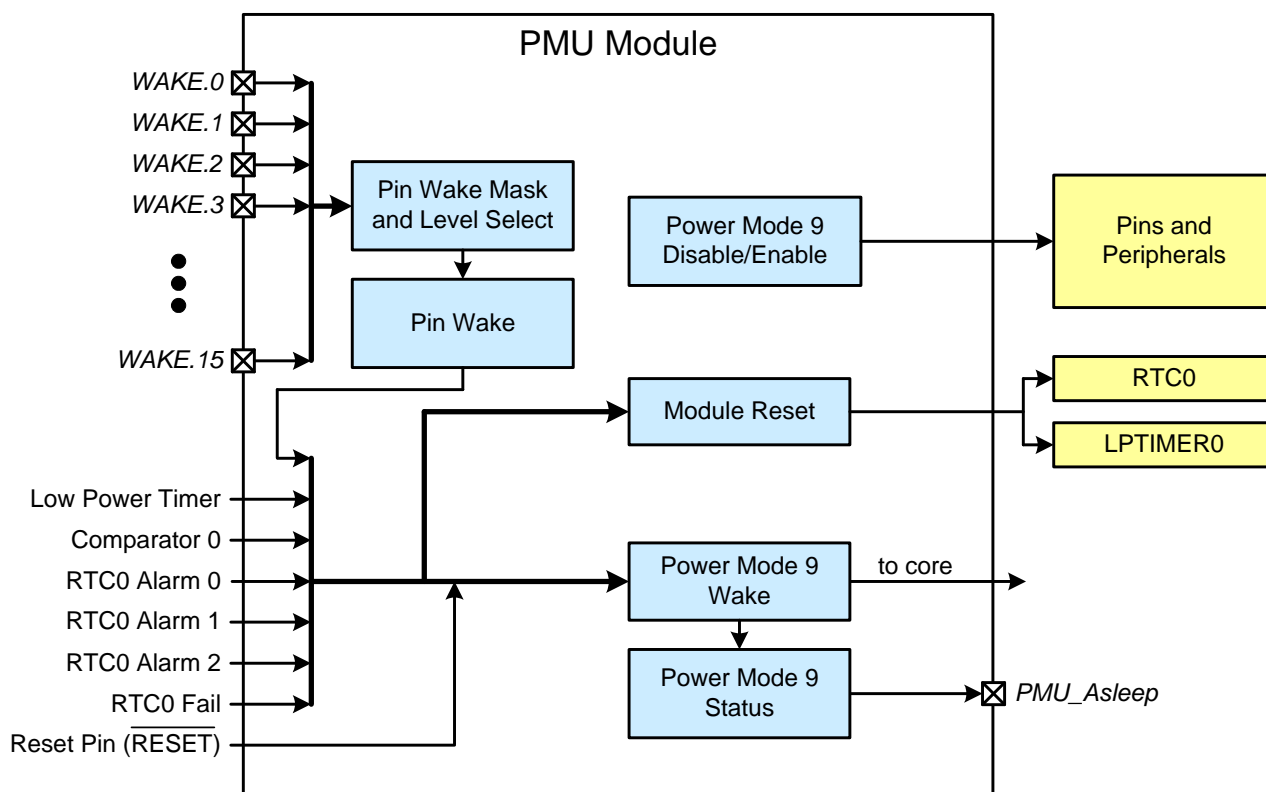 PMU Module
WAKE.0
WAKE.1
WAKE.2
WAKE.3
WAKE.15
Pin Wake Mask
and Level Select
Pin Wake
Power Mode 9
Disable/Enable
Pins and
Peripherals
Module Reset
RTC0
LPTIMER0
Low Power Timer
Comparator 0
RTC0 Alarm 0
RTC0 Alarm 1
RTC0 Alarm 2
RTC0 Fail
Reset Pin (RESET)
Power Mode 9
Wake
to core
Power Mode 9
Status
PMU_Asleep